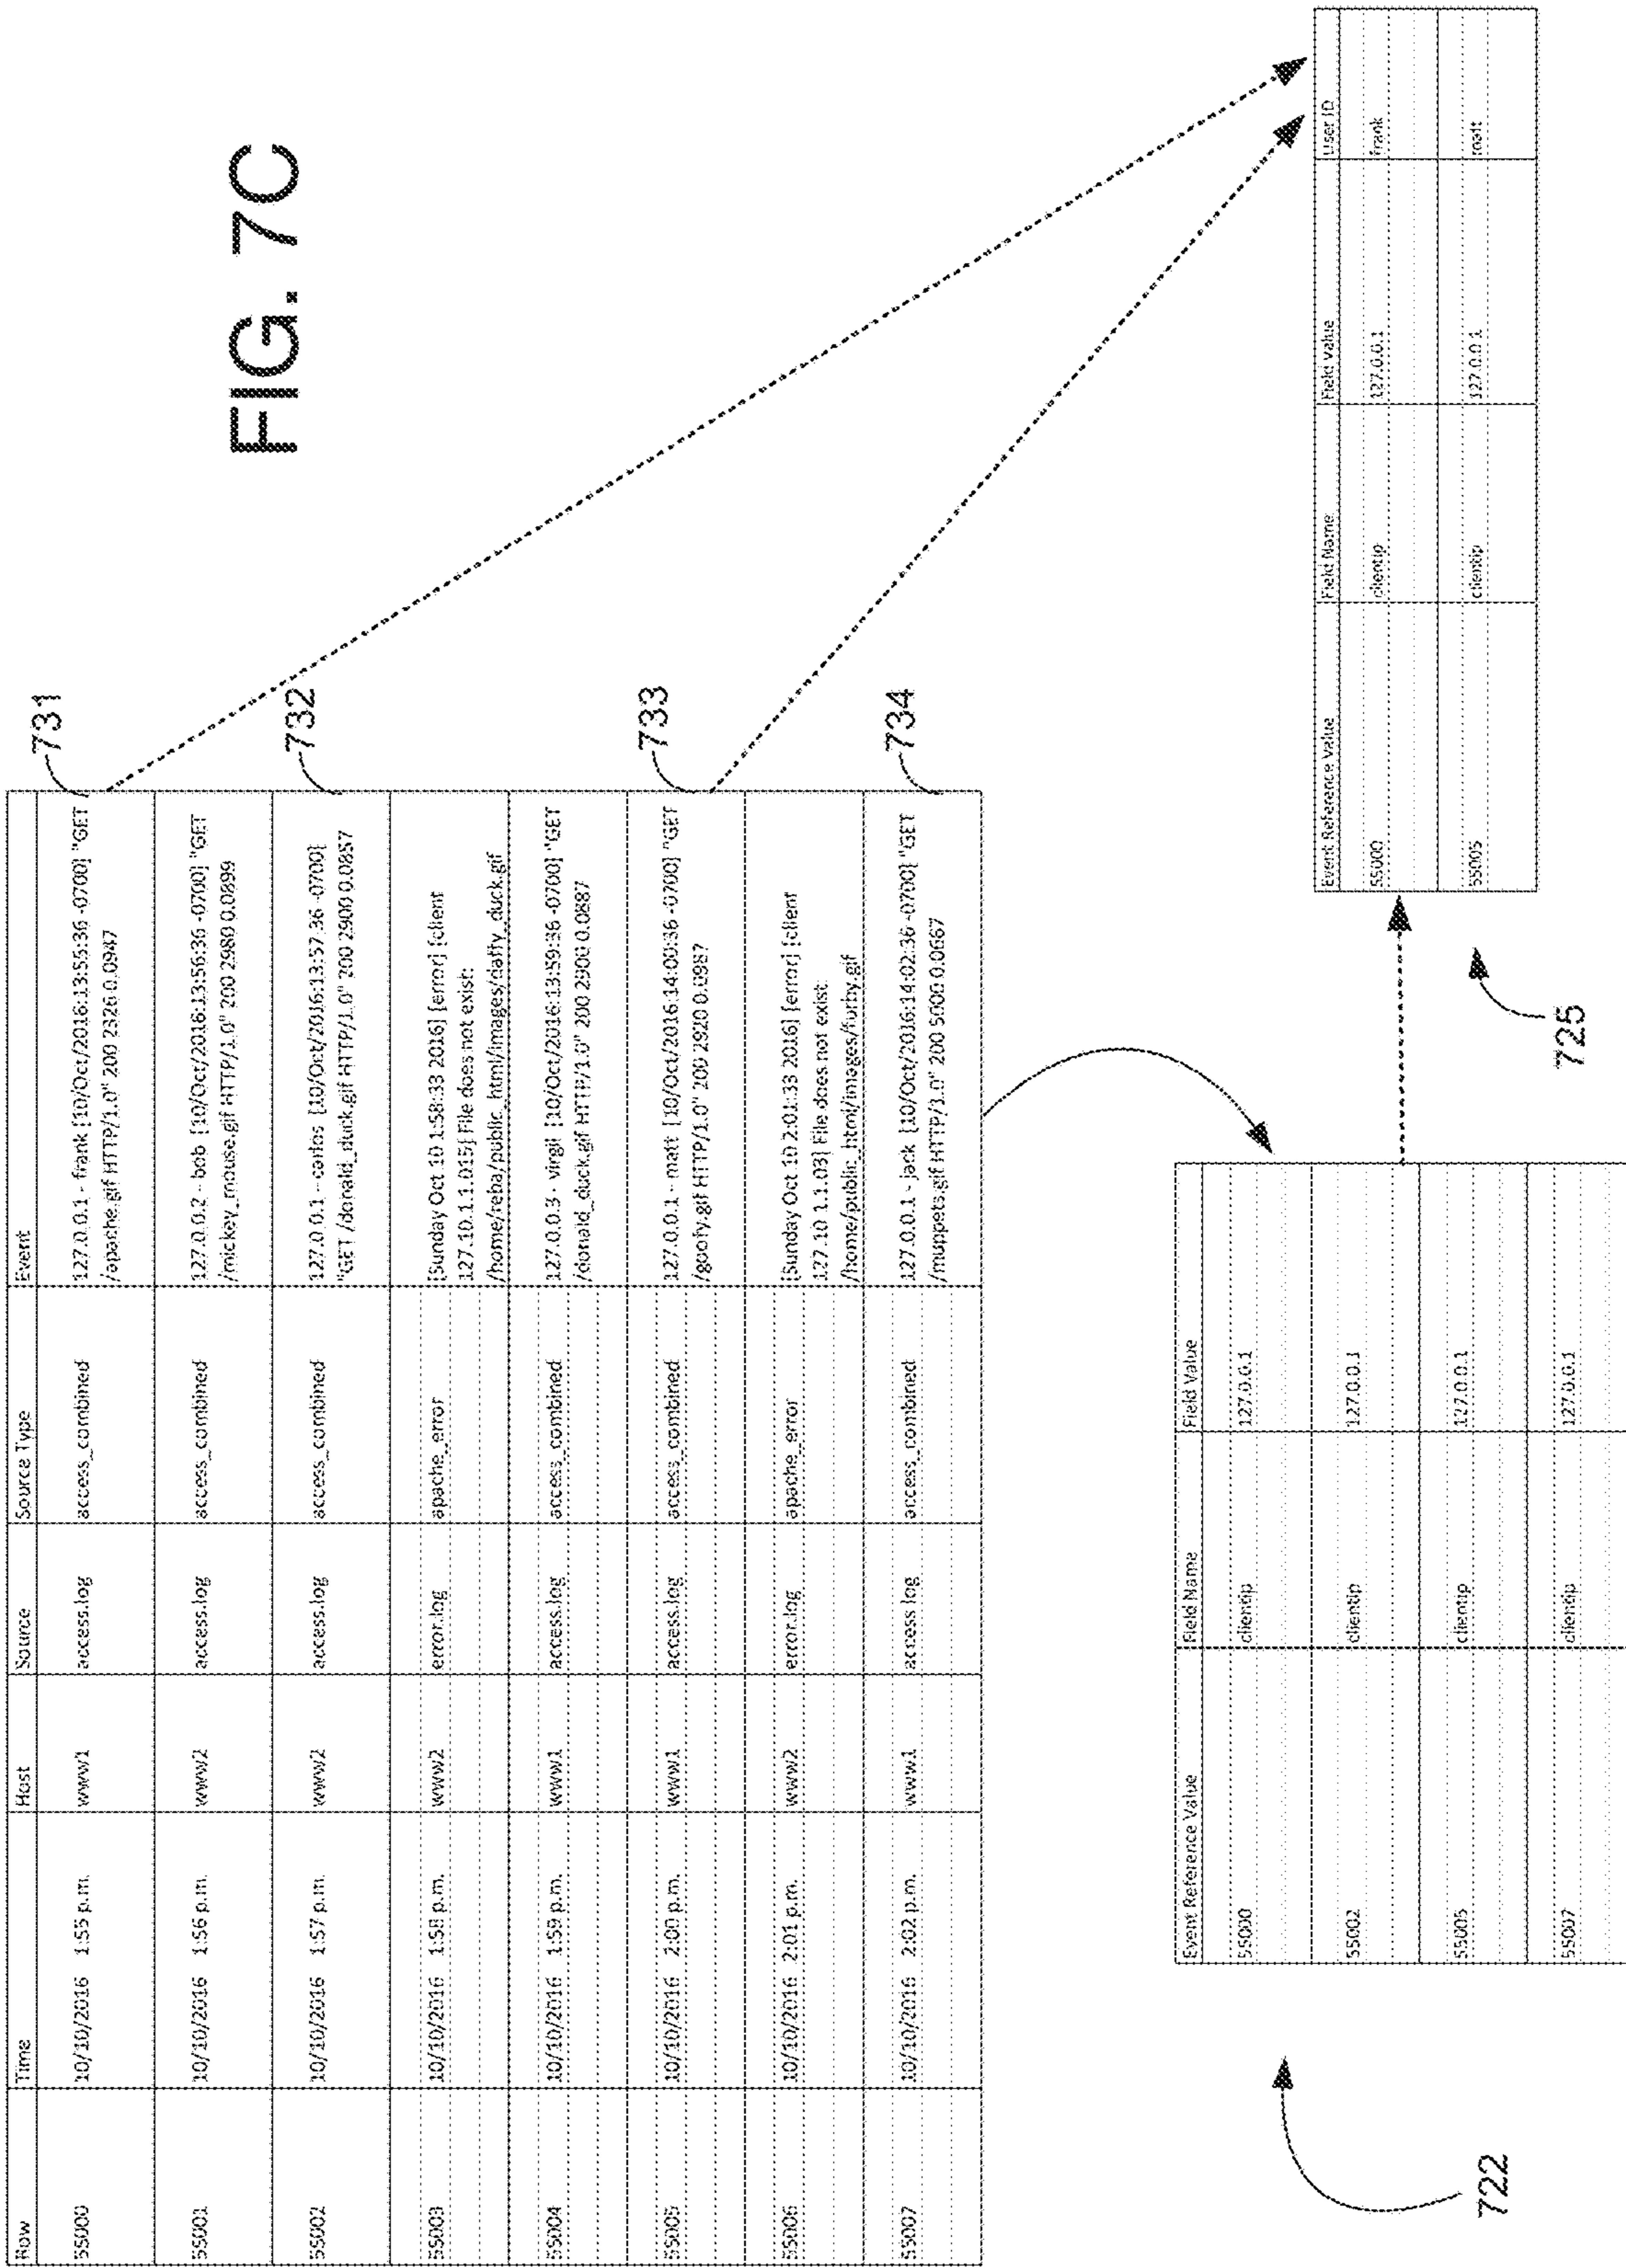 FIG. 7C
Row Time Host Source Source Type Event
55000 10/10/2016 1:55 p.m. www1 access.log access_combined 127.0.0.1 - frank [10/Oct/2016:13:55:36 -0700] "GET
/apache.gif HTTP/1.0" 200 2326 0.0947
731
55001 10/10/2016 1:56 p.m. www2 access.log access_combined 127.0.0.2 - bob [10/Oct/2016:13:56:36 -0700] "GET
/mickey_mouse.gif HTTP/1.0" 200 2980 0.0899
55002 10/10/2016 1:57 p.m. www2 access.log access_combined 127.0.0.1 - carlos [10/Oct/2016:13:57:36 -0700]
"GET /donald_duck.gif HTTP/1.0" 200 2900 0.0857
732
55003 10/10/2016 1:58 p.m. www2 error.log apache_error [Sunday Oct 10 1:58:33 2016] [error] [client
127.10.1.1.015] File does not exist:
/home/reba/public_html/images/daffy_duck.gif
55004 10/10/2016 1:59 p.m. www1 access.log access_combined 127.0.0.3 - virgil [10/Oct/2016:13:59:36 -0700] "GET
/donald_duck.gif HTTP/1.0" 200 2900 0.0887
55005 10/10/2016 2:00 p.m. www1 access.log access_combined 127.0.0.1 - matt [10/Oct/2016:14:00:36 -0700] "GET
/goofy.gif HTTP/1.0" 200 2920 0.0987
733
55006 10/10/2016 2:01 p.m. www2 error.log apache_error [Sunday Oct 10 2:01:33 2016] [error] [client
127.10.1.1.03] File does not exist:
/home/public_html/images/furby.gif
55007 10/10/2016 2:02 p.m. www1 access.log access_combined 127.0.0.1 - jack [10/Oct/2016:14:02:36 -0700] "GET
/muppets.gif HTTP/1.0" 200 5000 0.0667
734
722
Event Reference Value Field Name Field Value
55000 clientip 127.0.0.1
55002 clientip 127.0.0.1
55005 clientip 127.0.0.1
55007 clientip 127.0.0.1
725
Event Reference Value Field Name Field Value User ID
55000 clientip 127.0.0.1 frank
55005 clientip 127.0.0.1 matt